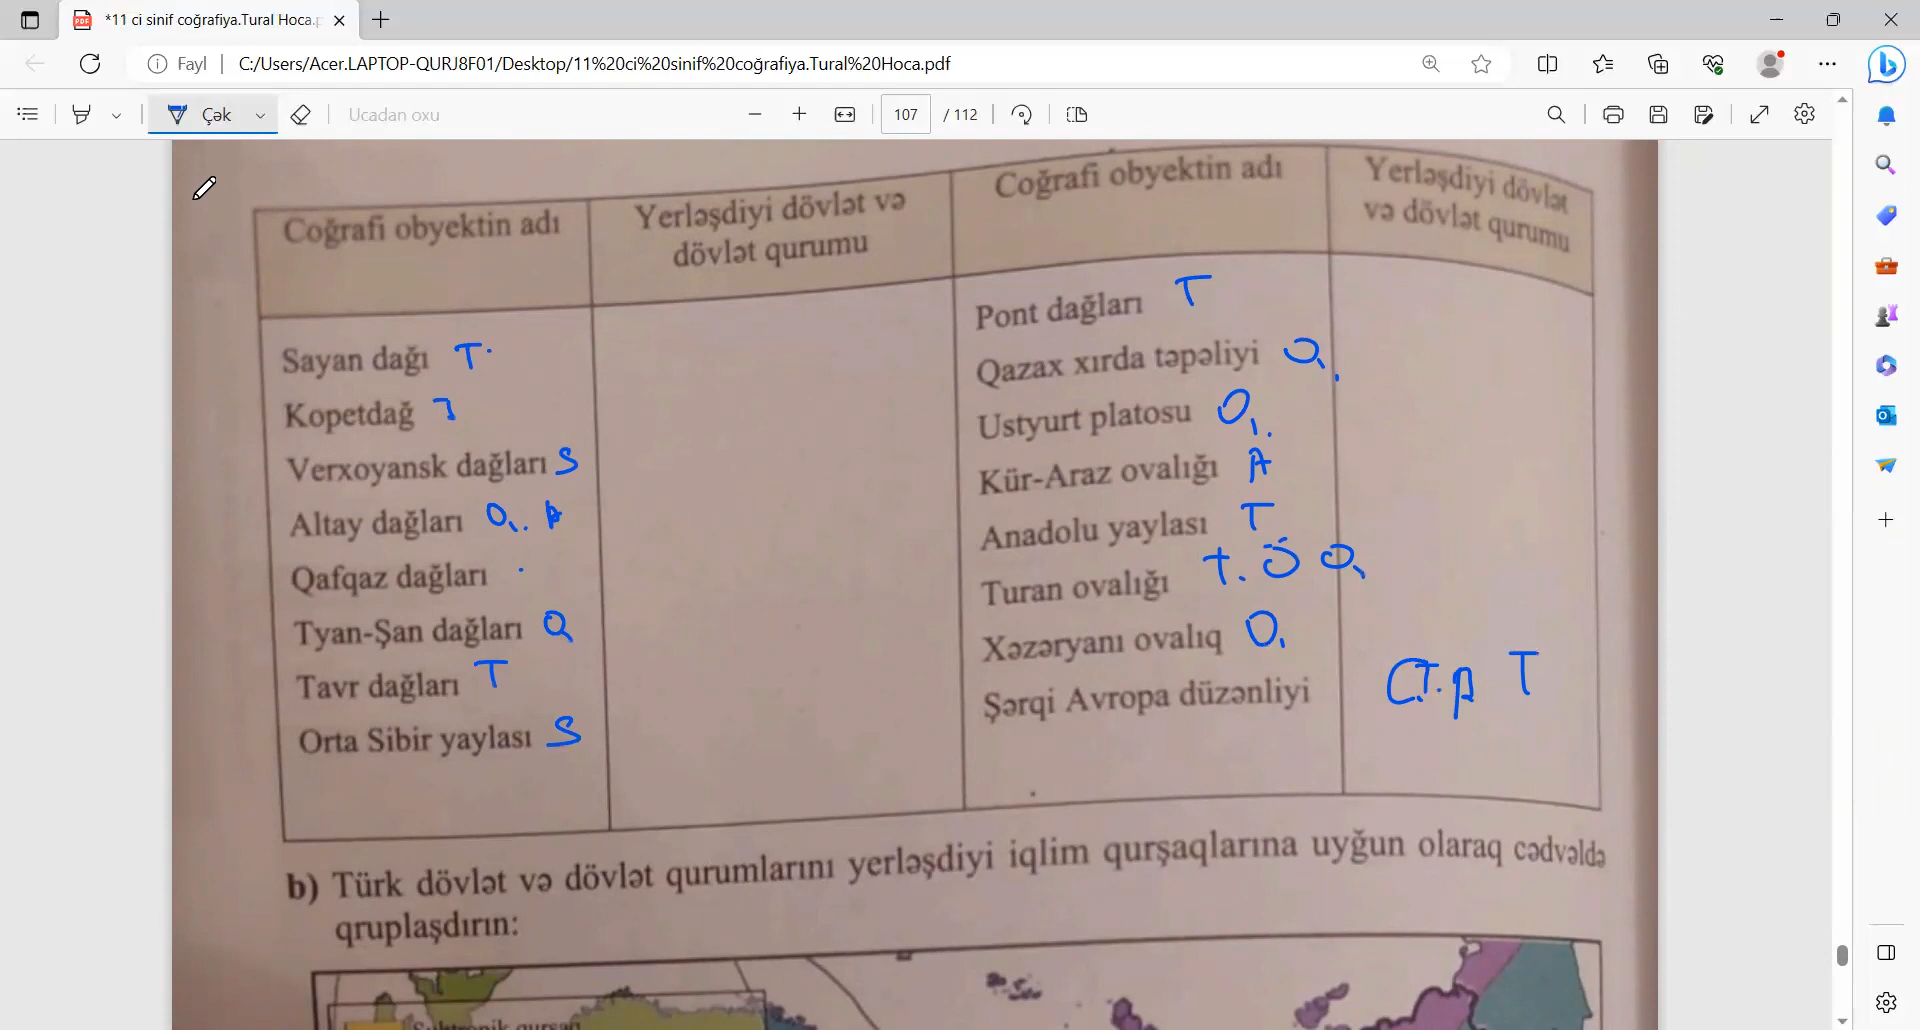 *11 ci sinif coğrafiya.Tural Hoca.p
Fayl
C:/Users/Acer.LAPTOP-QURJ8F01/Desktop/11%20ci%20sinif%20coğrafiya.Tural%20Hoca.pdf
Çək
Ucadan oxu
107 / 112
Coğrafi obyektin adı
Yerləşdiyi dövlət və
dövlət qurumu
Coğrafi obyektin adı
Yerləşdiyi dövlət
və dövlət qurumu
Sayan dağı T.
Kopetdağ
Verxoyansk dağları S
Altay dağları
Qafqaz dağları
Tyan-Şan dağları Q
Tavr dağları T
Orta Sibir yaylası S
Pont dağları T
Qazax xırda təpəliyi Q.
Ustyurt platosu Q.
Kür-Araz ovalığı A
Anadolu yaylası T
Turan ovalığı T. Ö Q
Xəzəryanı ovalıq Q
Şərqi Avropa düzənliyi T
b) Türk dövlət və dövlət qurumlarını yerləşdiyi iqlim qurşaqlarına uyğun olaraq cədvəldə
qruplaşdırın: